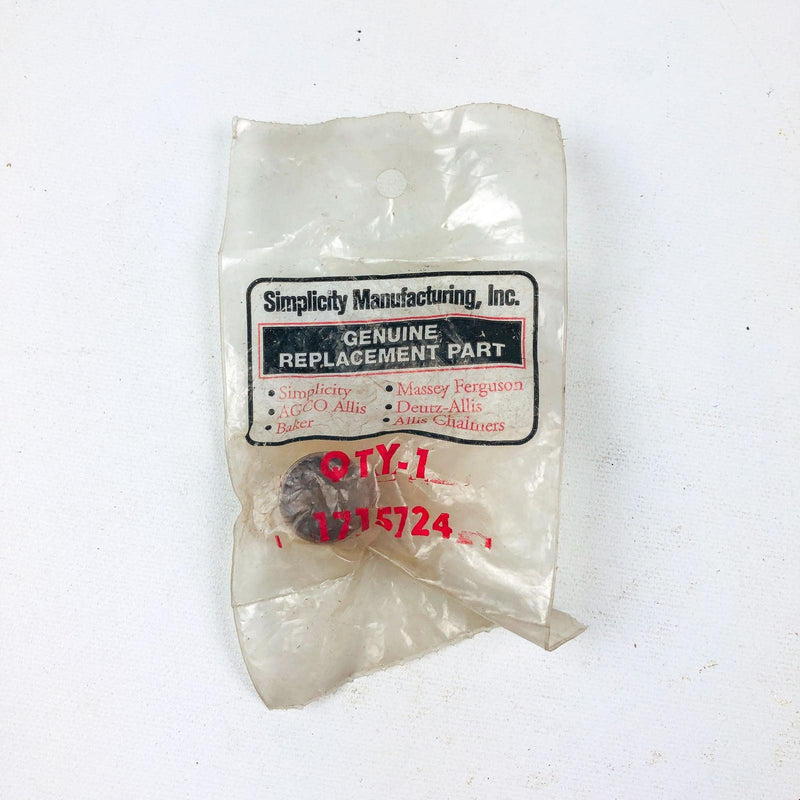 Simplicity Manufacturing, Inc.
GENUINE
REPLACEMENT PART
• Simplicity
• AGCO Allis
• Baker
• Massey Ferguson
• Deutz-Allis
• Allis Chalmers
QTY-1
1715724